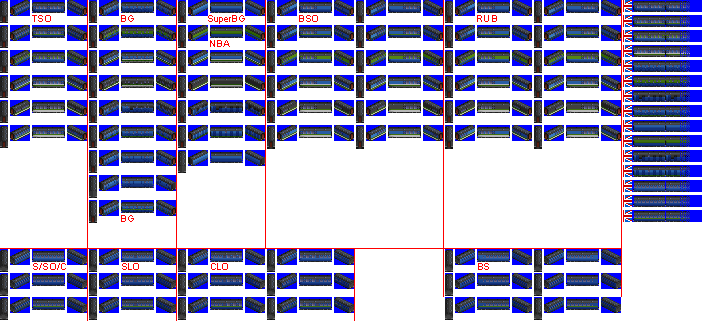 TSO BG SuperBG BSO RUB
NBA
BG
S/SO/C SLO CLO BS